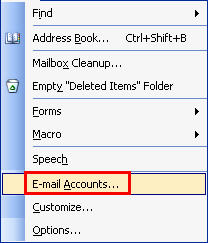 Find
Address Book... Ctrl+Shift+B
Mailbox Cleanup...
Empty "Deleted Items" Folder
Forms
Macro
Speech
E-mail Accounts...
Customize...
Options...